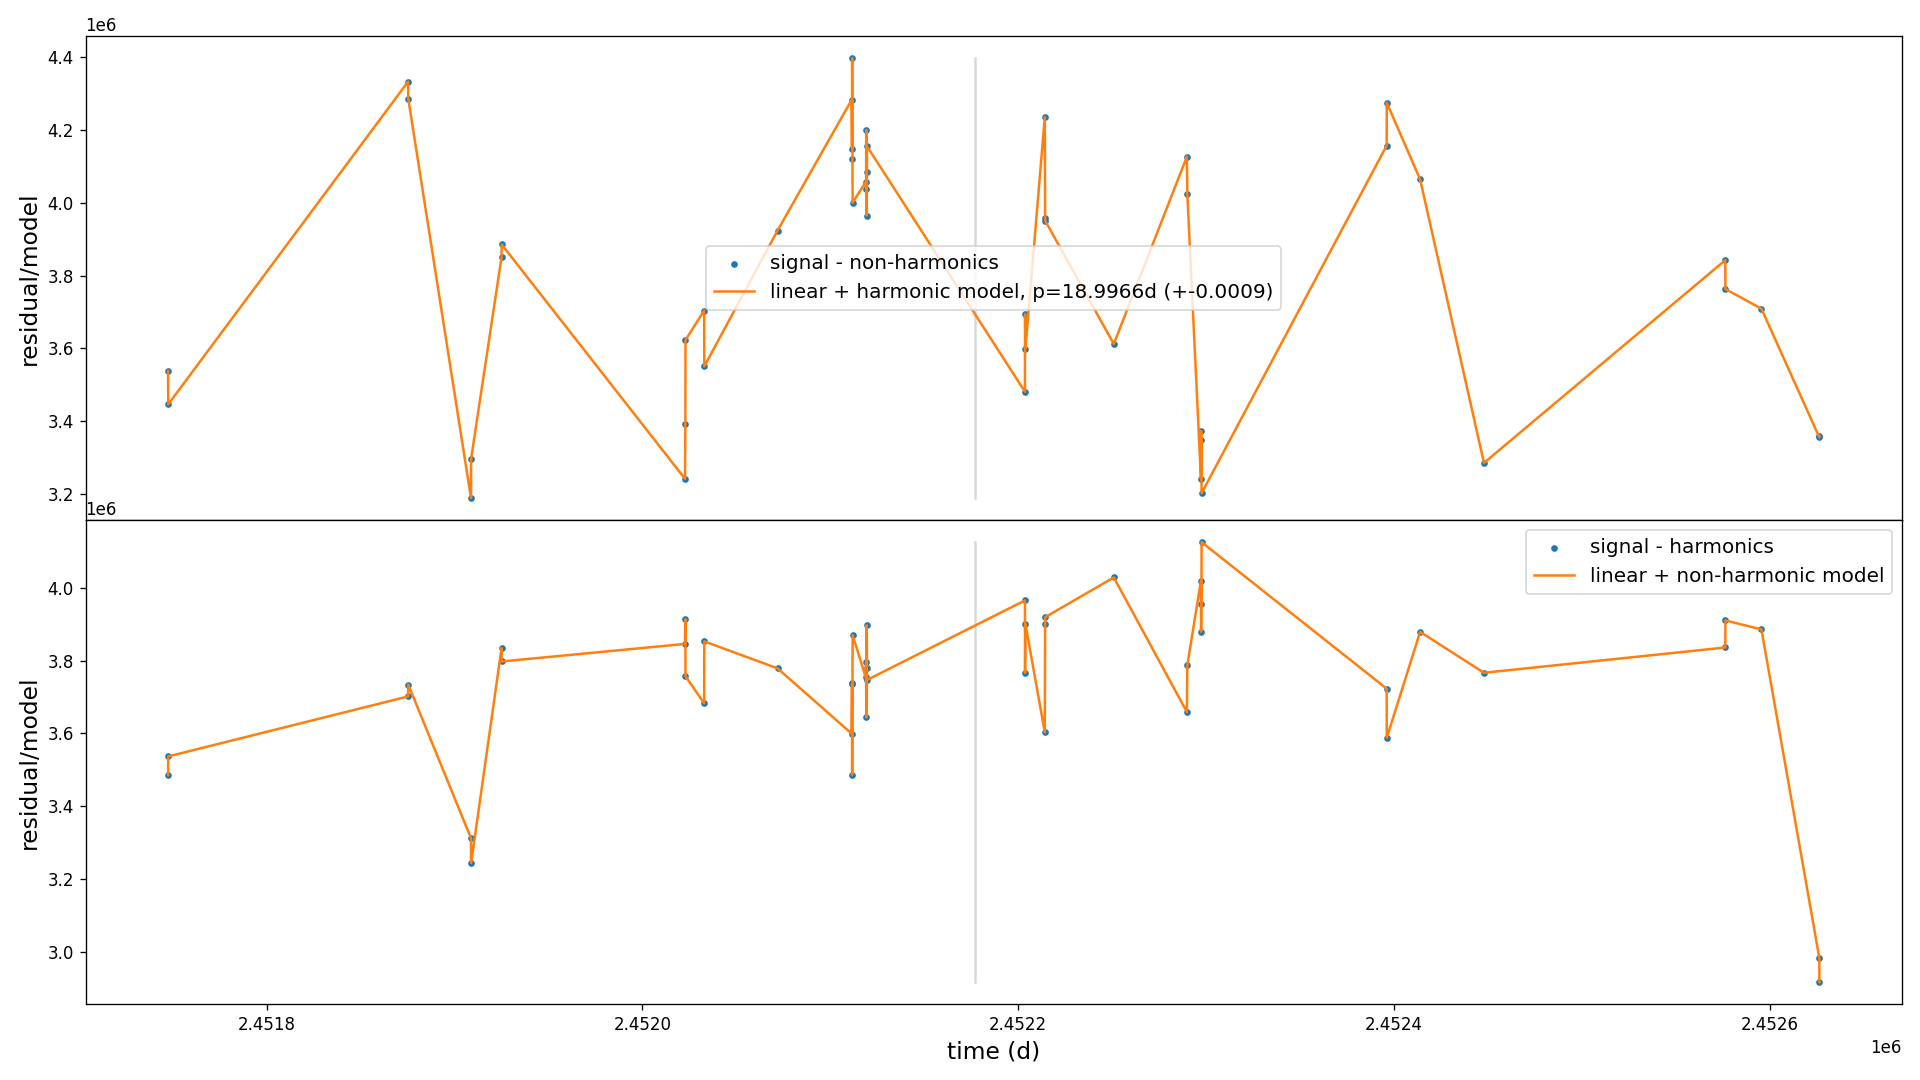 1e6
4.4
4.2
4.0
3.8
3.6
3.4
3.2
residual/model
signal - non-harmonics
linear + harmonic model, p=18.9966d (+-0.0009)
1e6
4.0
3.8
3.6
3.4
3.2
3.0
residual/model
signal - harmonics
linear + non-harmonic model
2.4518
2.4520
2.4522
2.4524
2.4526
time (d)
1e6